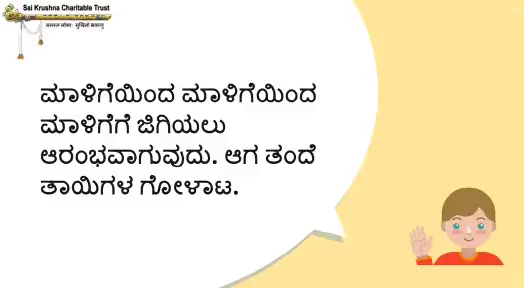 Sai Krushna Charitable Trust
ಮಾಳಿಗೆಯಿಂದ ಮಾಳಿಗೆಯಿಂದ
ಮಾಳಿಗೆಗೆ ಜಿಗಿಯಲು
ಆರಂಭವಾಗುವುದು. ಆಗ ತಂದೆ
ತಾಯಿಗಳ ಗೋಳಾಟ.